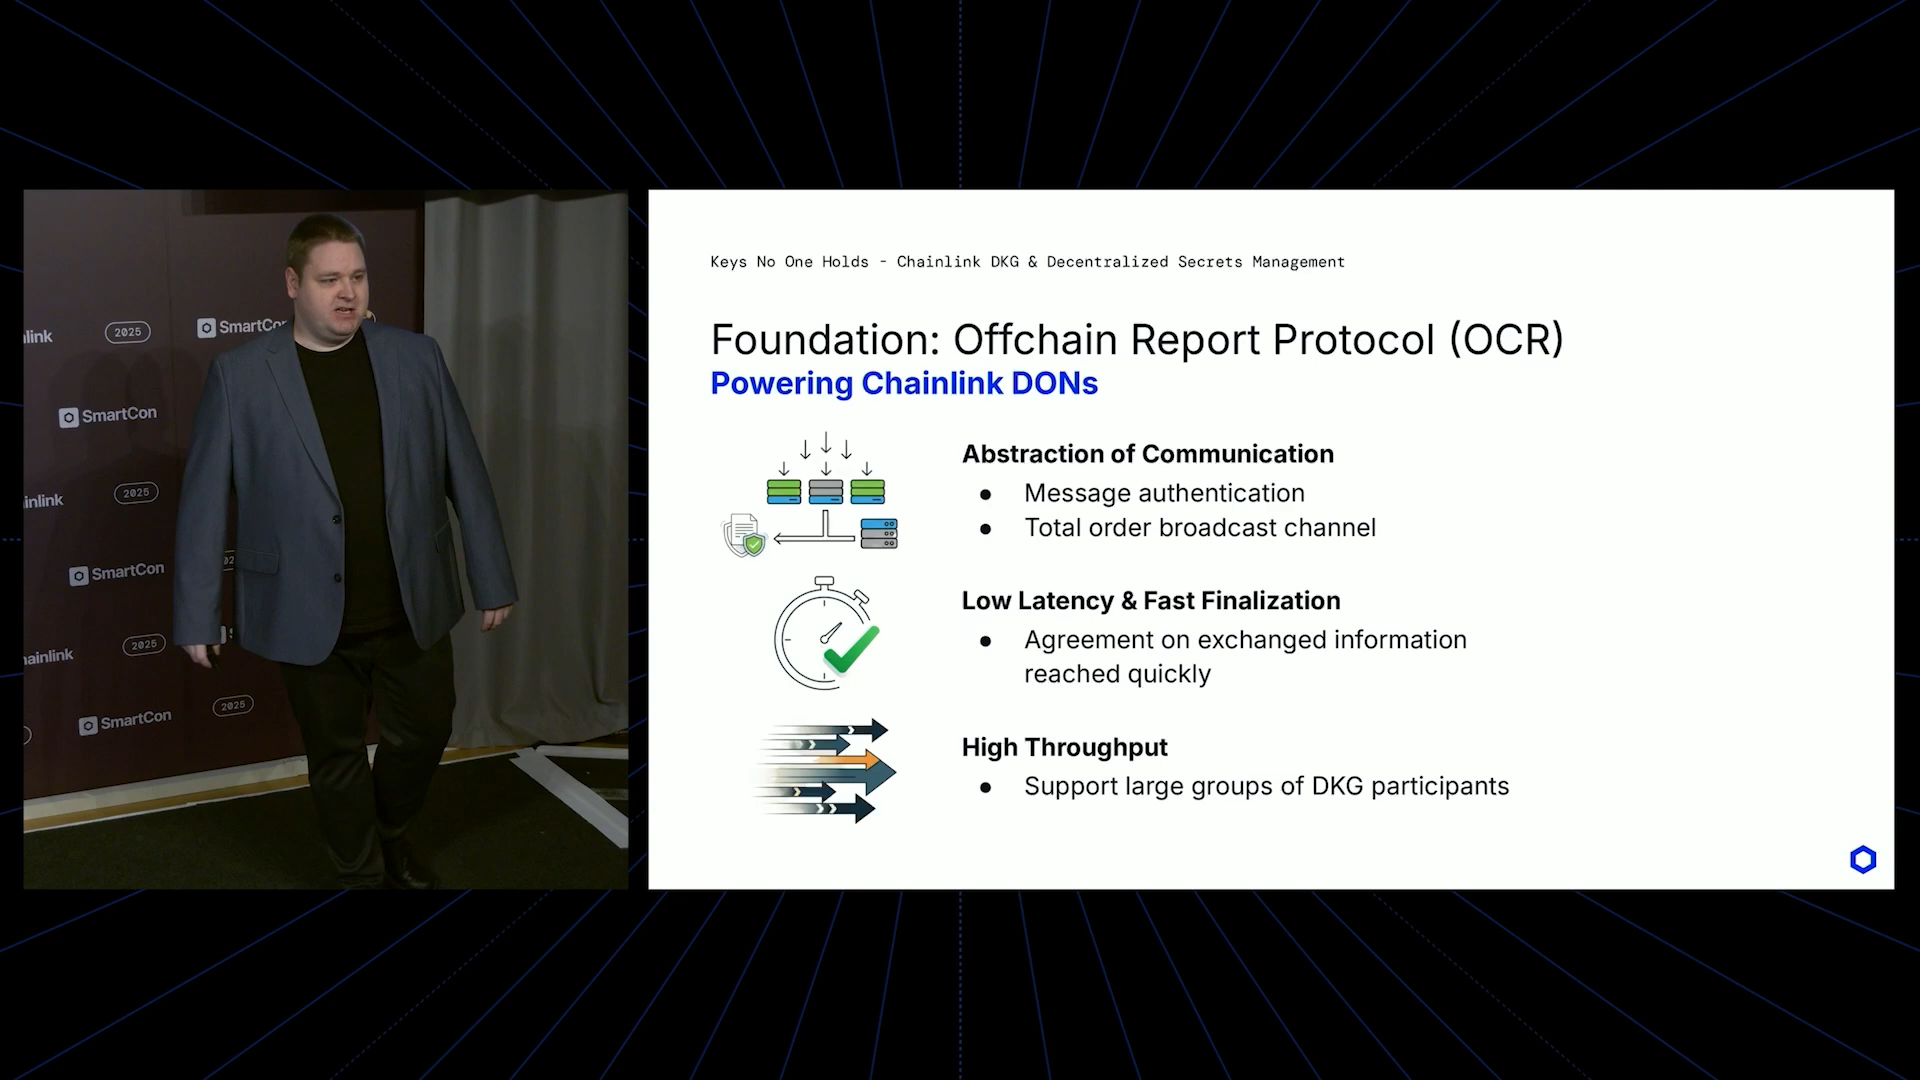 link
2025
SmartCon
SmartCon
inlink
2025
SmartCon
ainlink
2025
SmartCon
2025
Keys No One Holds - Chainlink DKG & Decentralized Secrets Management
Foundation: Offchain Report Protocol (OCR)
Powering Chainlink DONs
Abstraction of Communication
● Message authentication
● Total order broadcast channel
Low Latency & Fast Finalization
● Agreement on exchanged information
reached quickly
High Throughput
● Support large groups of DKG participants